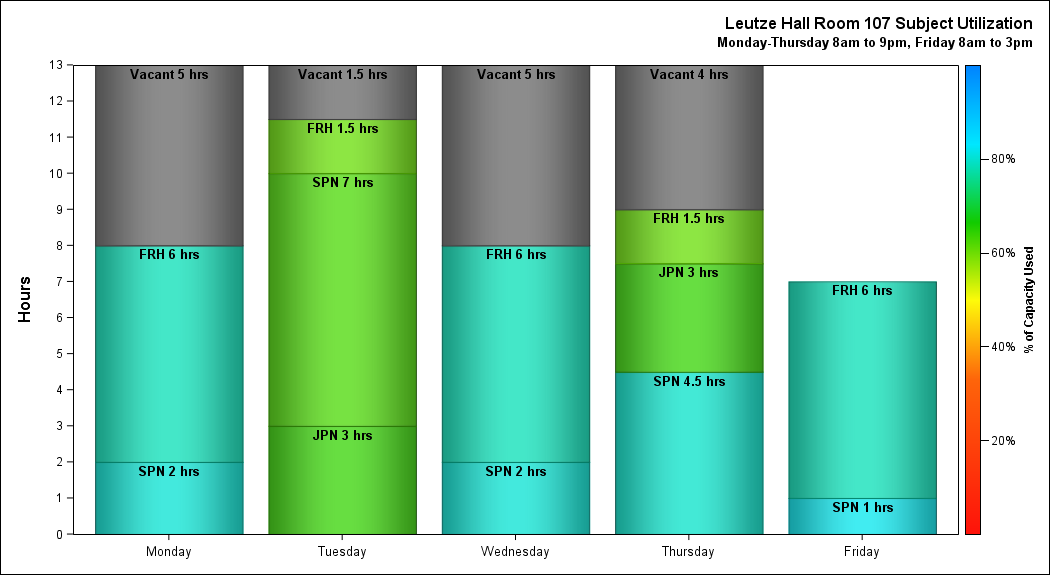 Leutze Hall Room 107 Subject Utilization
Monday-Thursday 8am to 9pm, Friday 8am to 3pm
Hours
13
12
11
10
9
8
7
6
5
4
3
2
1
0
Vacant 5 hrs
FRH 6 hrs
SPN 2 hrs
Vacant 1.5 hrs
FRH 1.5 hrs
SPN 7 hrs
JPN 3 hrs
Vacant 5 hrs
FRH 6 hrs
SPN 2 hrs
Vacant 4 hrs
FRH 1.5 hrs
JPN 3 hrs
SPN 4.5 hrs
FRH 6 hrs
SPN 1 hrs
Monday
Tuesday
Wednesday
Thursday
Friday
80%
60%
40%
20%
% of Capacity Used